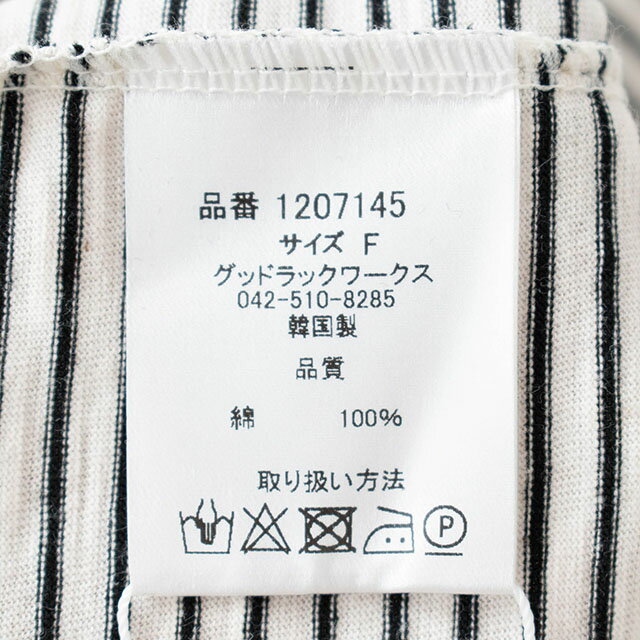 品番 1207145
サイズ F
グッドラックワークス
042-510-8285
韓国製
品質
綿 100%
取り扱い方法
P